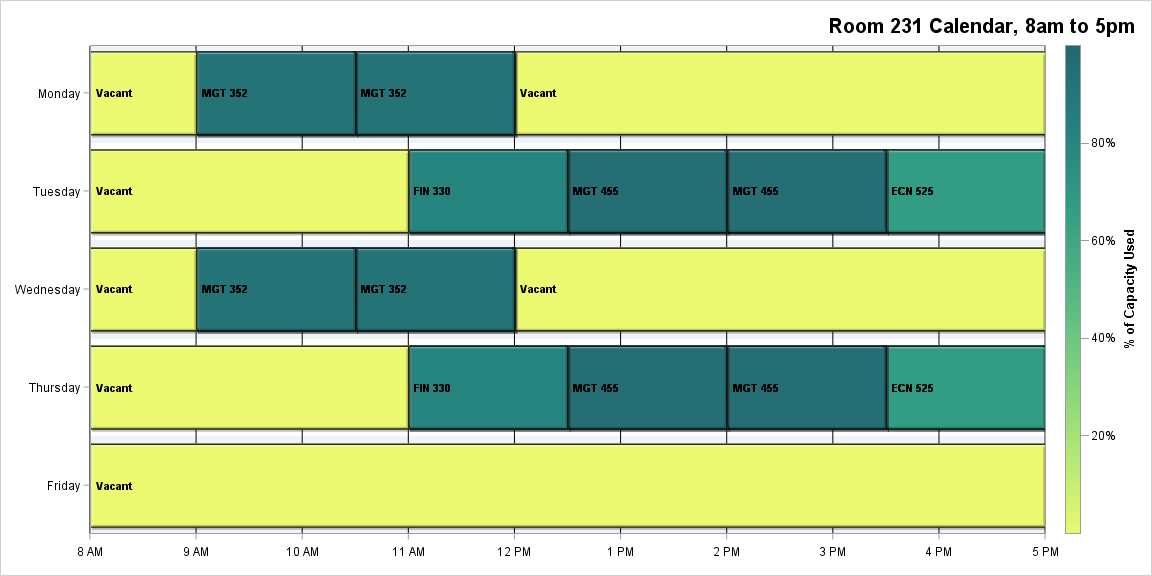 Room 231 Calendar, 8am to 5pm
Monday Vacant MGT 352 MGT 352 Vacant
80%
Tuesday Vacant FIN 330 MGT 455 MGT 455 ECN 525
60%
Wednesday Vacant MGT 352 MGT 352 Vacant
% of Capacity Used
40%
Thursday Vacant FIN 330 MGT 455 MGT 455 ECN 525
20%
Friday Vacant
8 AM 9 AM 10 AM 11 AM 12 PM 1 PM 2 PM 3 PM 4 PM 5 PM